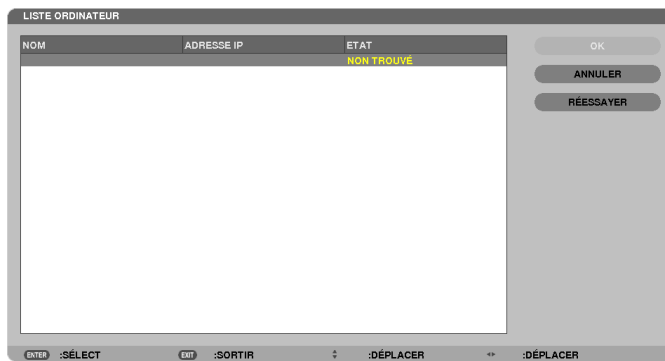 LISTE ORDINATEUR
NOM ADRESSE IP ETAT
NON TROUVÉ
OK
ANNULER
RÉESSAYER
ENTER :SÉLECT EXIT :SORTIR :DÉPLACER :DÉPLACER